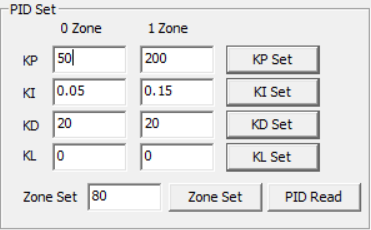 PID Set
0 Zone 1 Zone
KP 50 200 KP Set
KI 0.05 0.15 KI Set
KD 20 20 KD Set
KL 0 0 KL Set
Zone Set 80 Zone Set PID Read